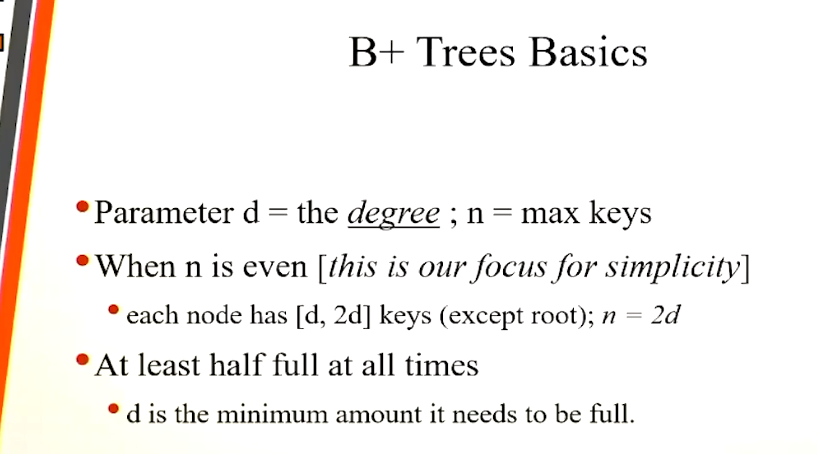 B+ Trees Basics
•Parameter d = the degree ; n = max keys
•When n is even [this is our focus for simplicity]
•each node has [d, 2d] keys (except root); n = 2d
•At least half full at all times
•d is the minimum amount it needs to be full.